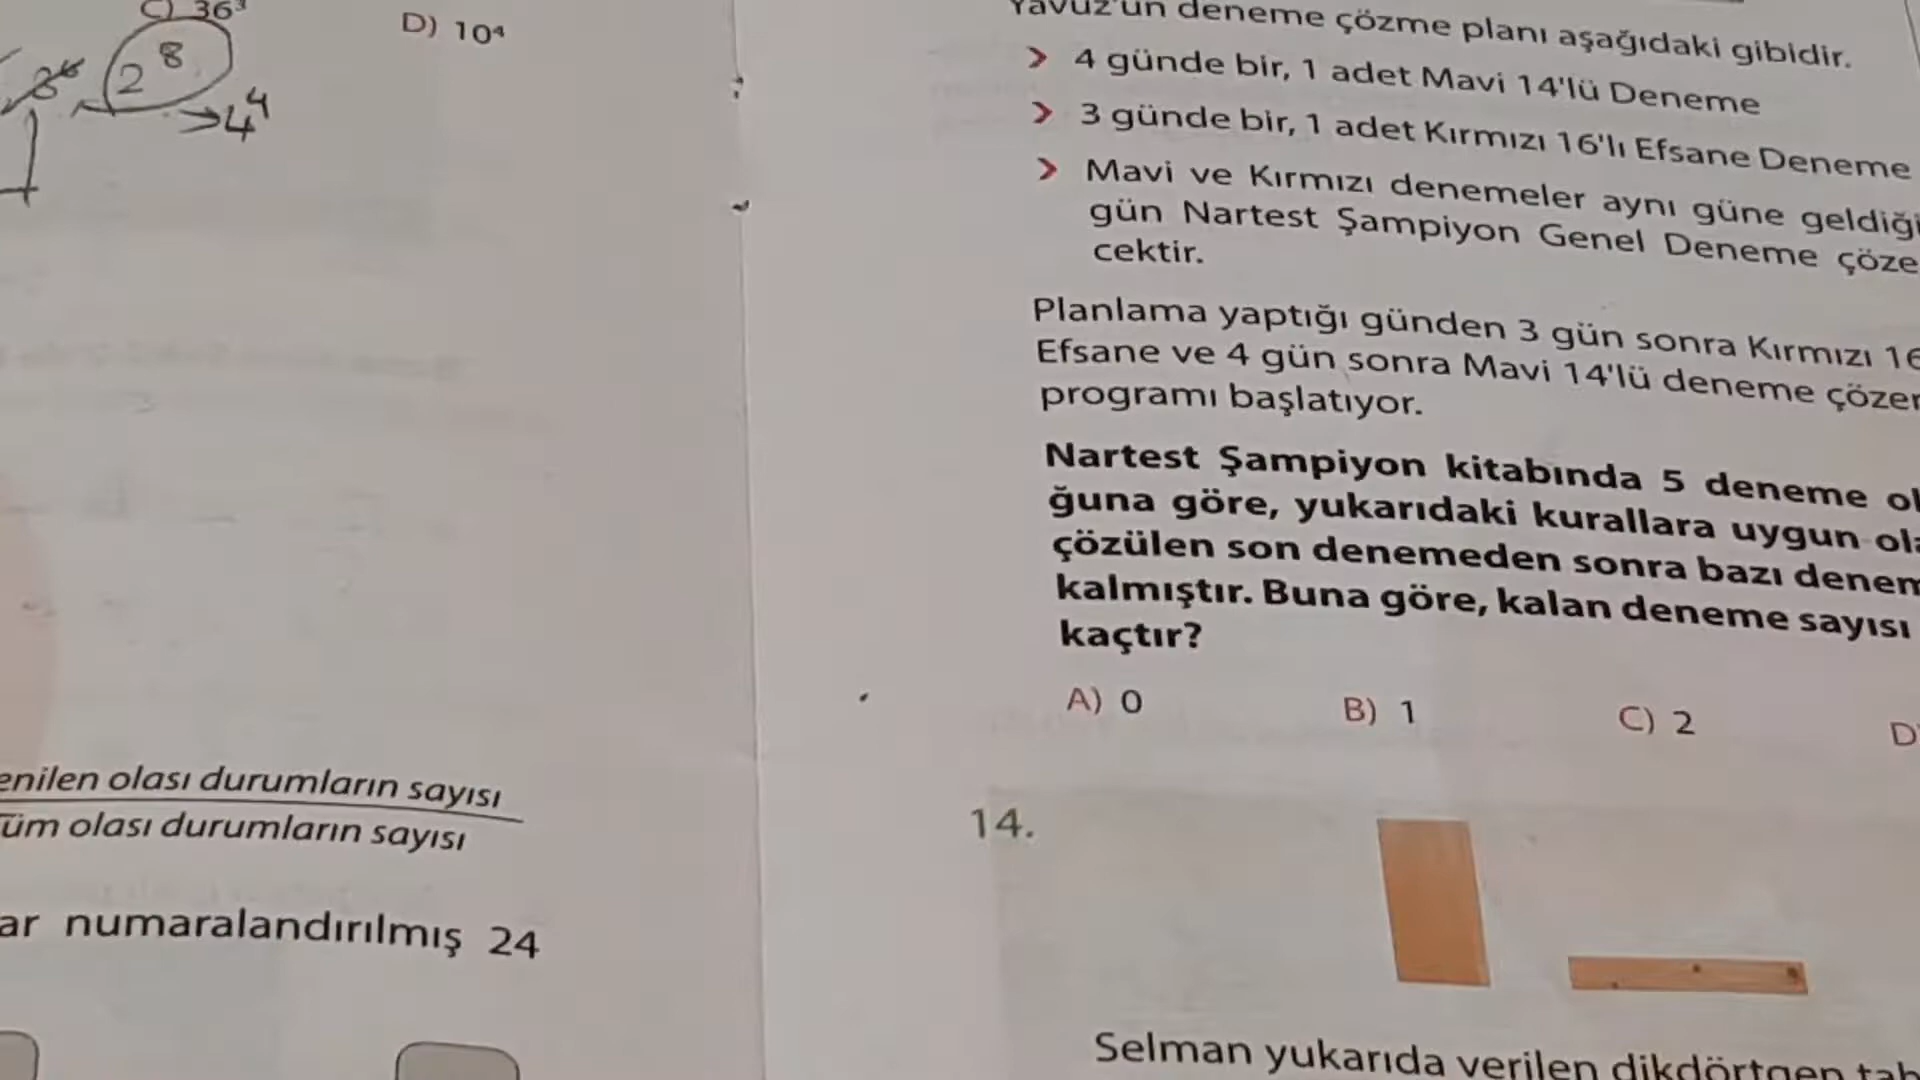 C) 36³
D) 10⁴
2⁸
4⁴
enilen olası durumların sayısı
üm olası durumların sayısı
ar numaralandırılmış 24
Yavuz'un deneme çözme planı aşağıdaki gibidir.
> 4 günde bir, 1 adet Mavi 14'lü Deneme
> 3 günde bir, 1 adet Kırmızı 16'lı Efsane Deneme
> Mavi ve Kırmızı denemeler aynı güne geldiği
gün Nartest Şampiyon Genel Deneme çöze
cektir.
Planlama yaptığı günden 3 gün sonra Kırmızı 16
Efsane ve 4 gün sonra Mavi 14'lü deneme çözer
programı başlatıyor.
Nartest Şampiyon kitabında 5 deneme ol
ğuna göre, yukarıdaki kurallara uygun ola
çözülen son denemeden sonra bazı denem
kalmıştır. Buna göre, kalan deneme sayısı
kaçtır?
A) 0
B) 1
C) 2
D)
14.
Selman yukarıda verilen dikdörtgen tah